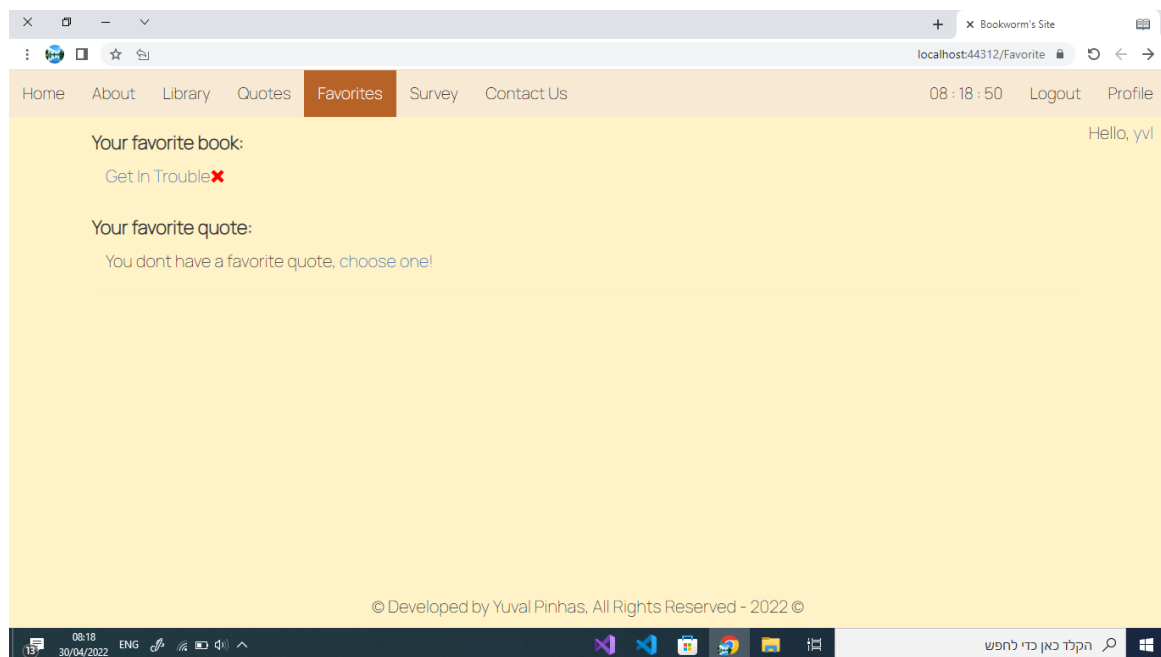 Bookworm's Site
localhost:44312/Favorite
Home About Library Quotes Favorites Survey Contact Us 08 : 18 : 50 Logout Profile
Hello, yvl
Your favorite book:
Get In Trouble
Your favorite quote:
You dont have a favorite quote, choose one!
© Developed by Yuval Pinhas, All Rights Reserved - 2022 ©
13 08:18 ENG הקלד כאן כדי לחפש
30/04/2022